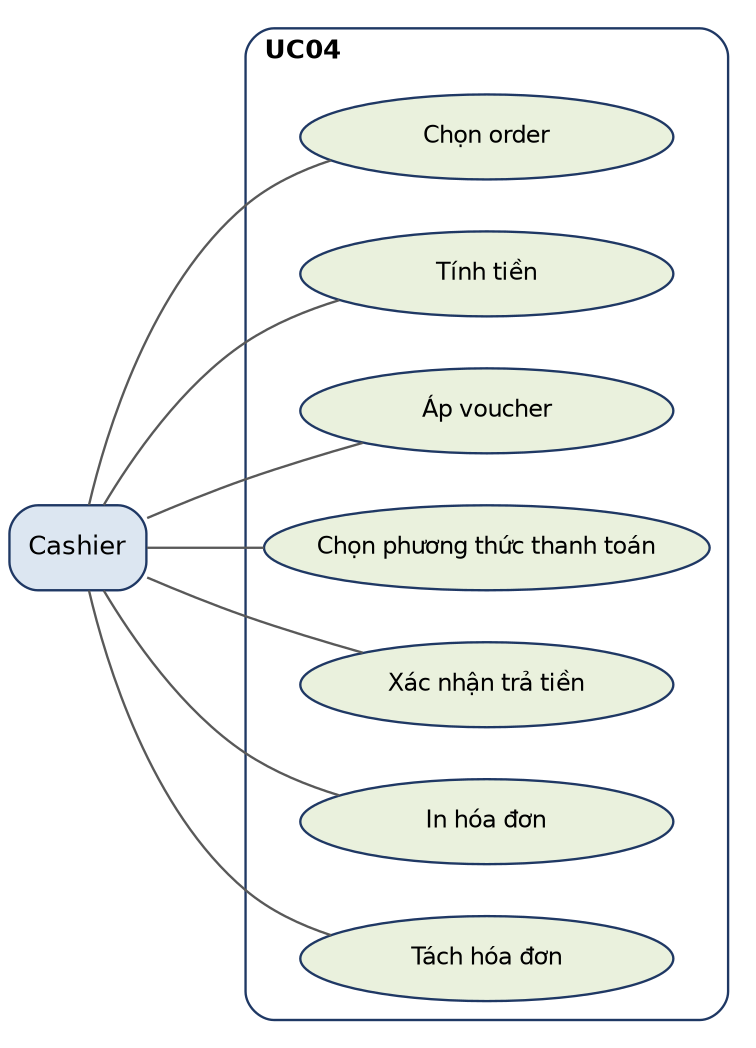 UC04
Chọn order
Tính tiền
Áp voucher
Cashier
Chọn phương thức thanh toán
Xác nhận trả tiền
In hóa đơn
Tách hóa đơn